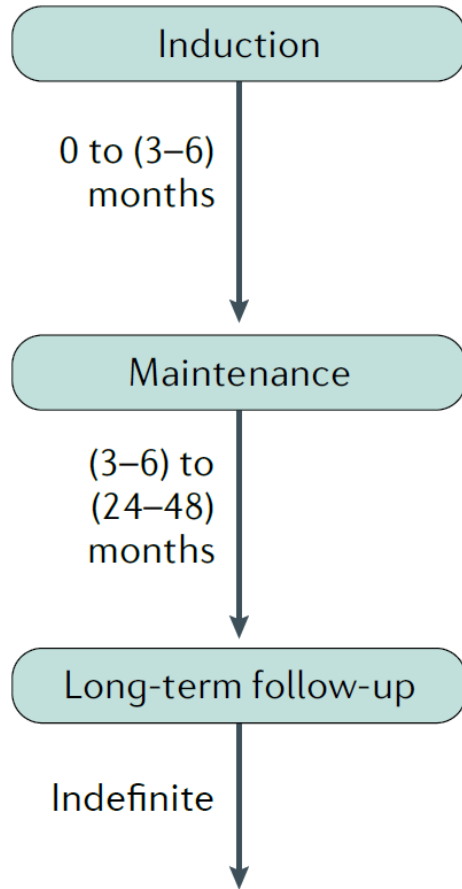 Induction
0 to (3–6)
months
Maintenance
(3–6) to
(24–48)
months
Long-term follow-up
Indefinite